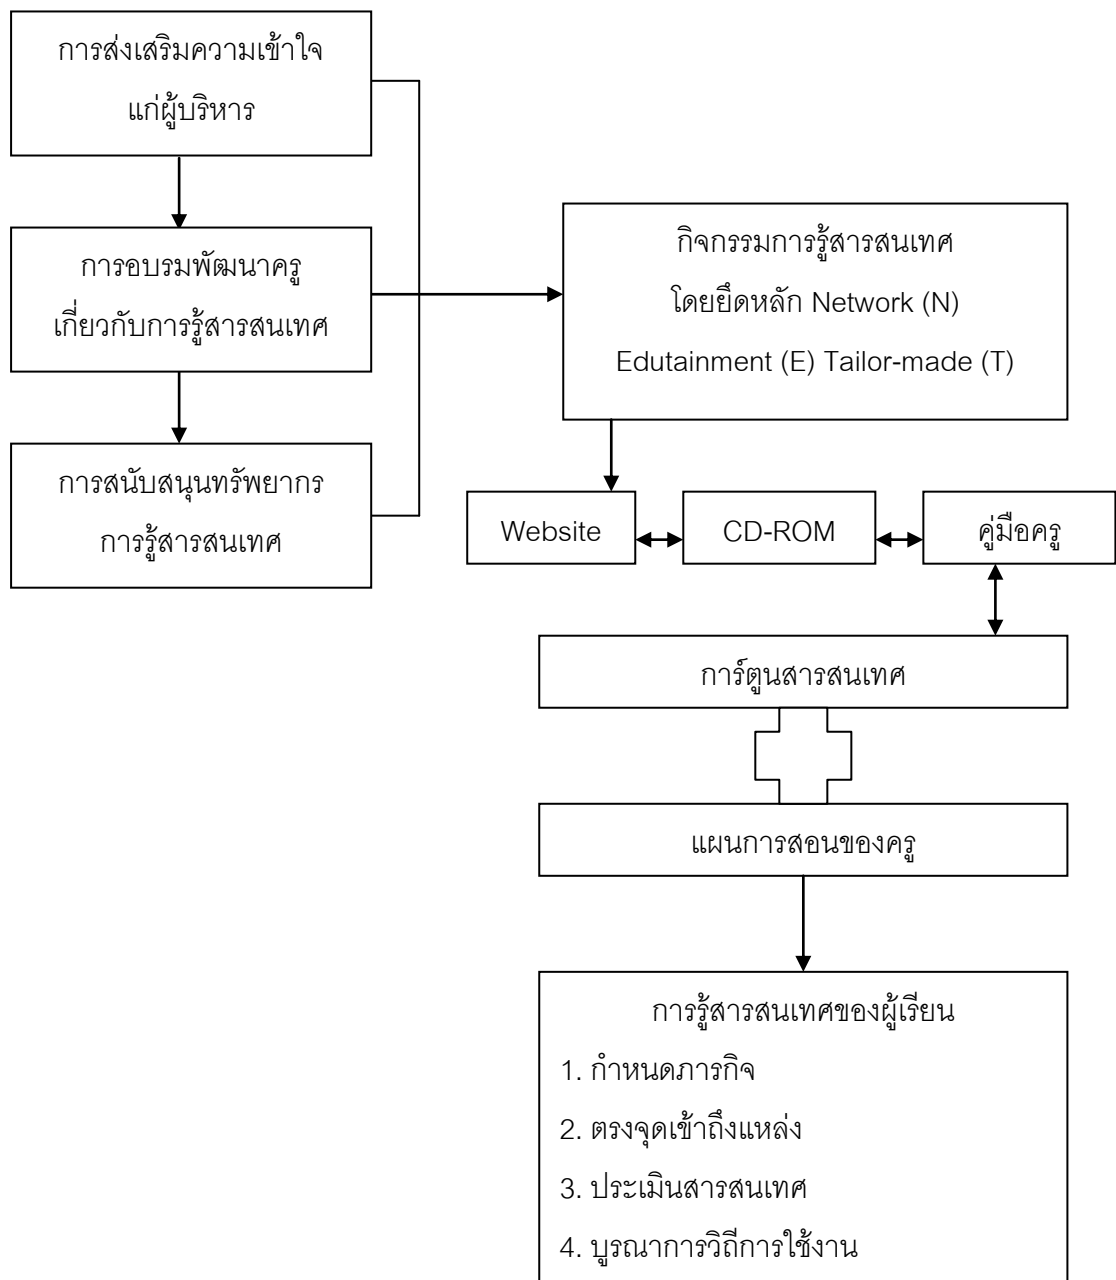 การส่งเสริมความเข้าใจ
แก่ผู้บริหาร
การอบรมพัฒนาครู
เกี่ยวกับการรู้สารสนเทศ
การสนับสนุนทรัพยากร
การรู้สารสนเทศ
กิจกรรมการรู้สารสนเทศ
โดยยึดหลัก Network (N)
Edutainment (E) Tailor-made (T)
Website
CD-ROM
คู่มือครู
การ์ตูนสารสนเทศ
แผนการสอนของครู
การรู้สารสนเทศของผู้เรียน
1. กำหนดภารกิจ
2. ตรงจุดเข้าถึงแหล่ง
3. ประเมินสารสนเทศ
4. บูรณาการวิถีการใช้งาน